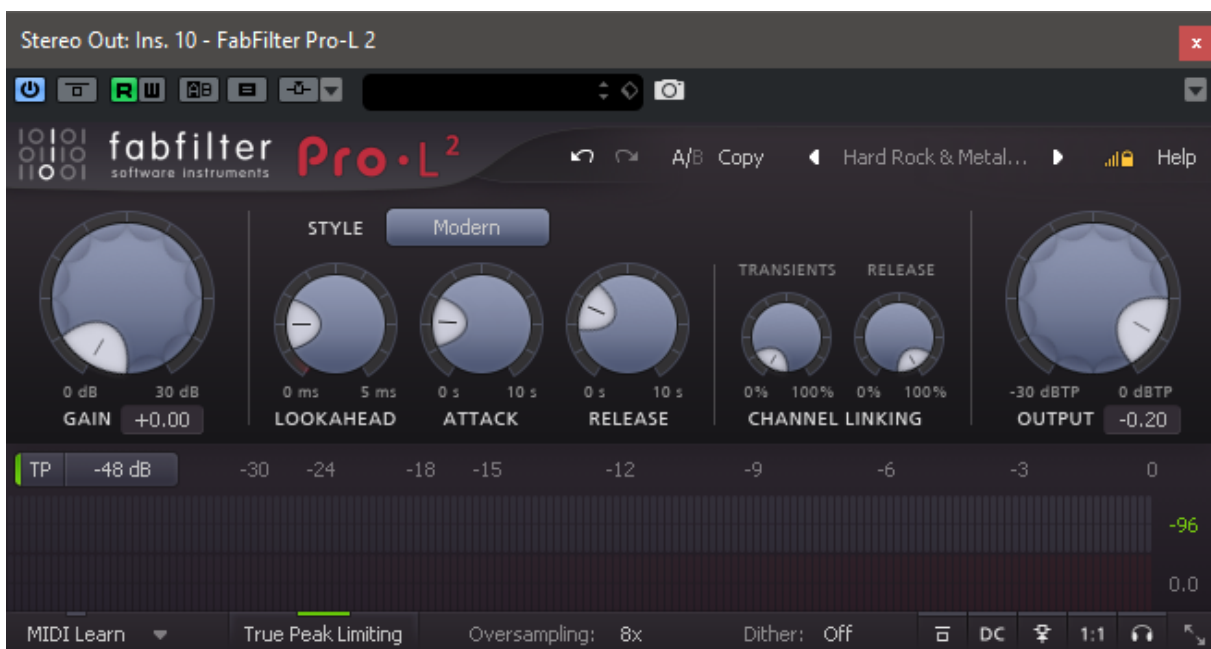 Stereo Out: Ins. 10 - FabFilter Pro-L 2
x
R W AB
fabfilter Pro·L 2
software instruments
A/B Copy Hard Rock & Metal... Help
STYLE Modern
TRANSIENTS RELEASE
0 dB 30 dB 0 ms 5 ms 0 s 10 s 0 s 10 s 0% 100% 0% 100% -30 dBTP 0 dBTP
GAIN +0.00 LOOKAHEAD ATTACK RELEASE CHANNEL LINKING OUTPUT -0.20
TP -48 dB -30 -24 -18 -15 -12 -9 -6 -3 0
-96
0.0
MIDI Learn True Peak Limiting Oversampling: 8x Dither: Off DC 1:1